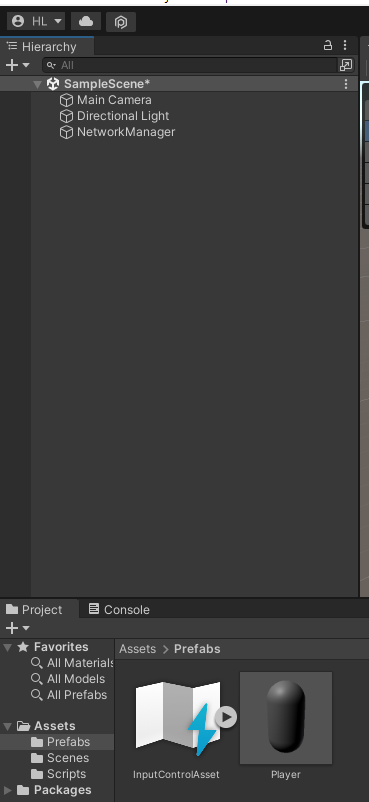 HL
Hierarchy
All
SampleScene*
Main Camera
Directional Light
NetworkManager
Project
Console
Favorites
All Materials
All Models
All Prefabs
Assets
Prefabs
Scenes
Scripts
Packages
Assets > Prefabs
InputControlAsset
Player